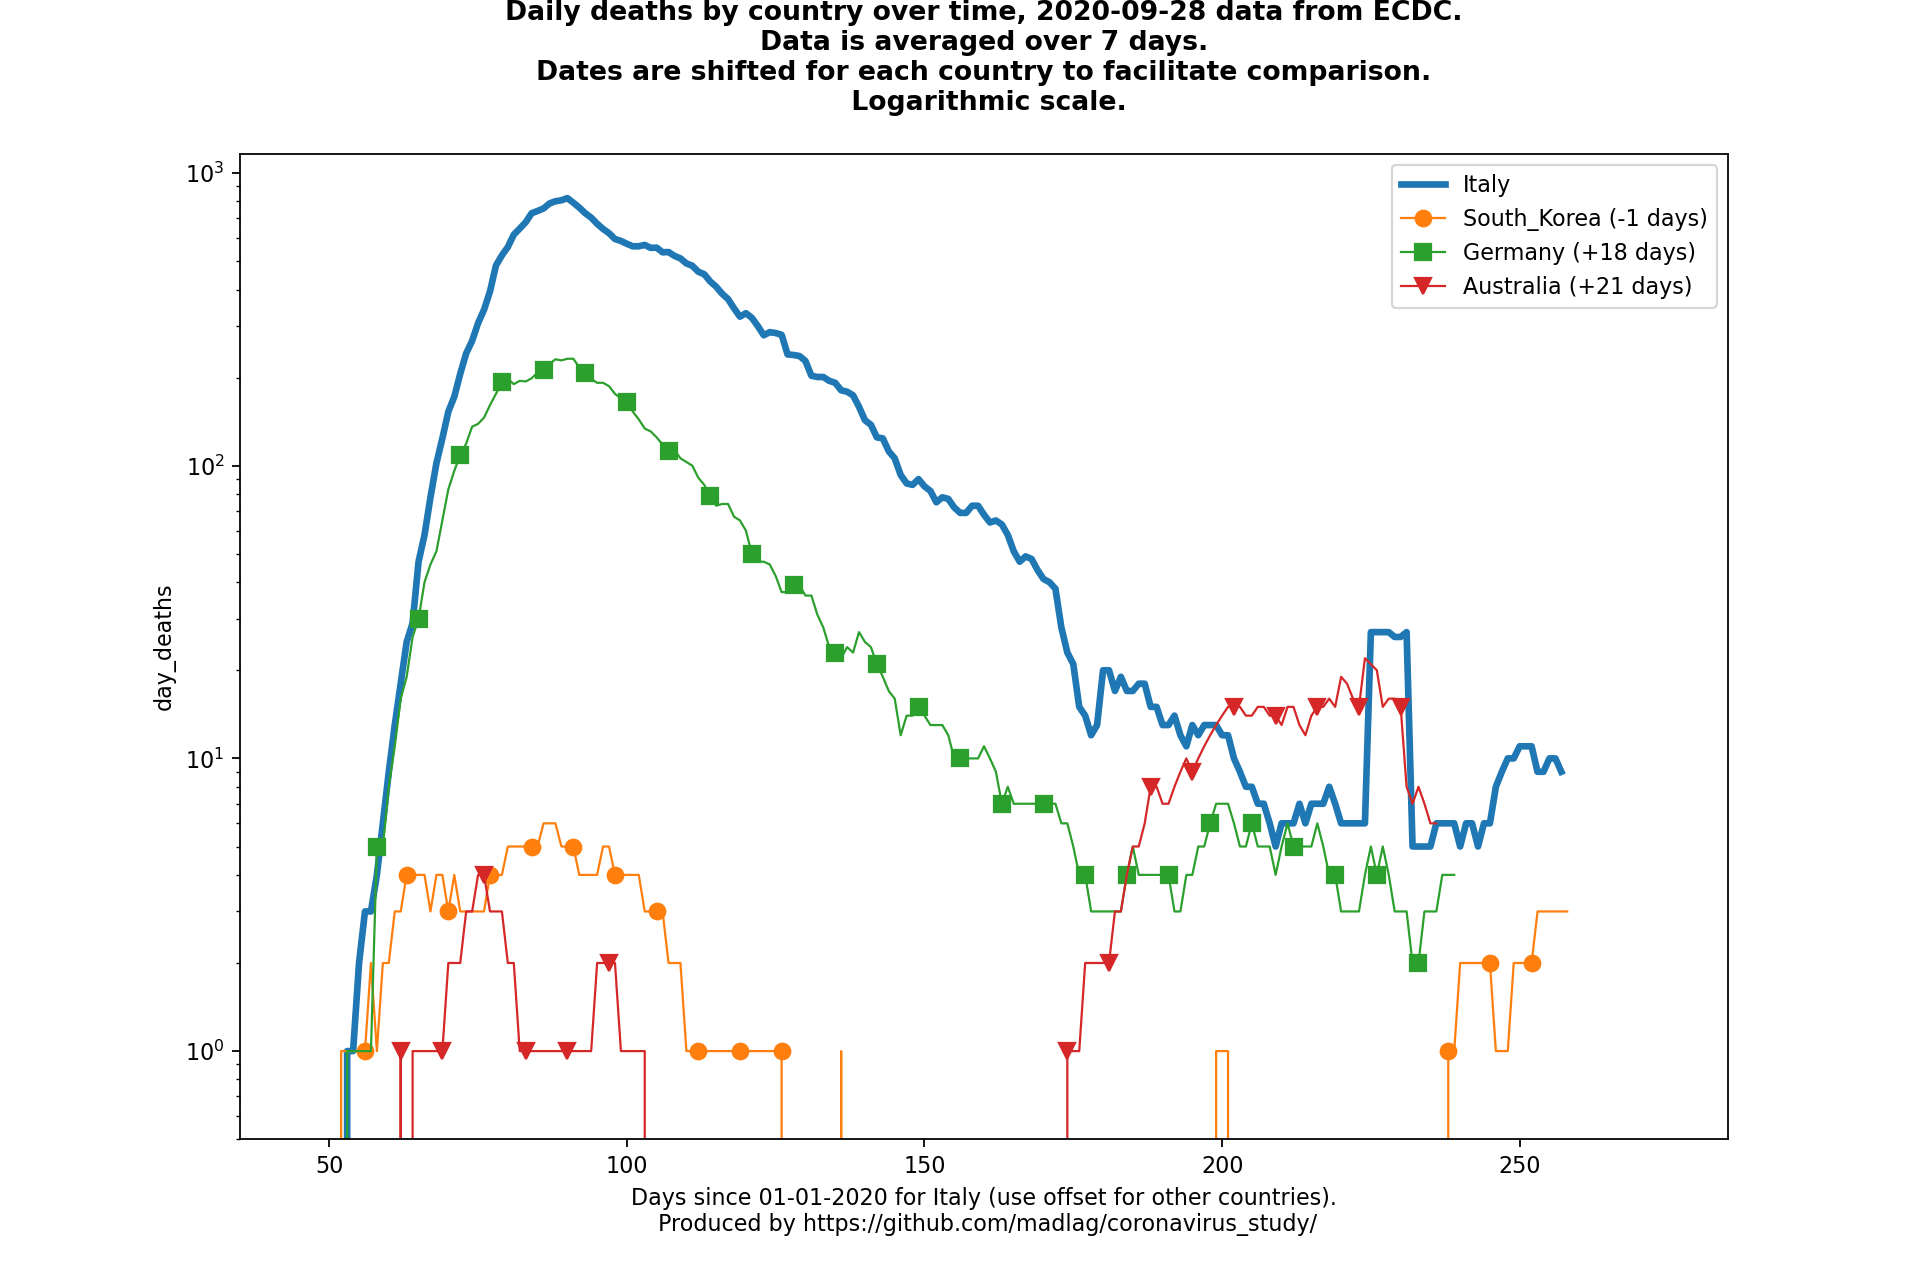 Daily deaths by country over time, 2020-09-28 data from ECDC.
Data is averaged over 7 days.
Dates are shifted for each country to facilitate comparison.
Logarithmic scale.
10³
10²
10¹
10⁰
day_deaths
Italy
South_Korea (-1 days)
Germany (+18 days)
Australia (+21 days)
50 100 150 200 250
Days since 01-01-2020 for Italy (use offset for other countries).
Produced by https://github.com/madlag/coronavirus_study/